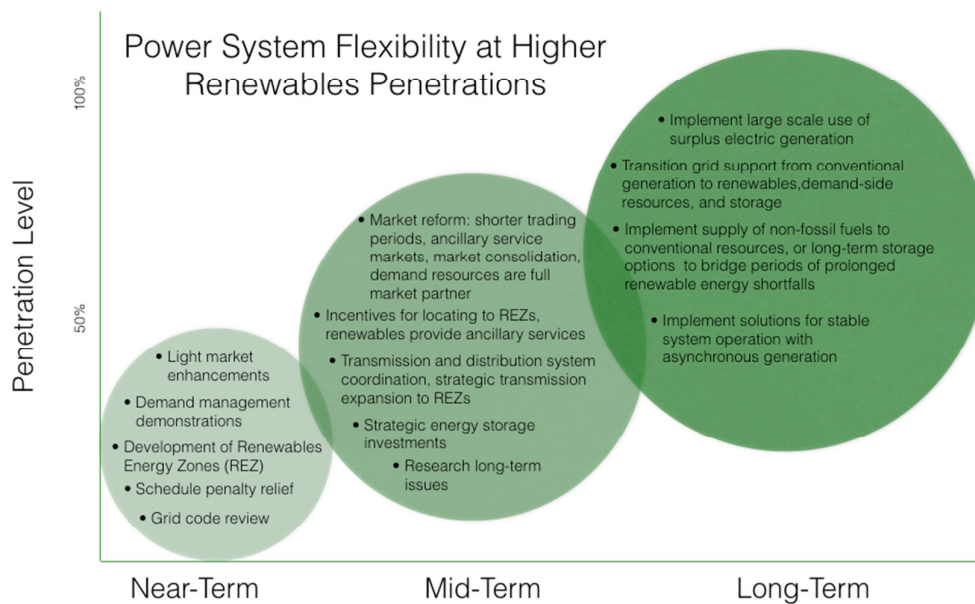 Power System Flexibility at Higher
Renewables Penetrations
Penetration Level
100%
50%
• Light market
enhancements
• Demand management
demonstrations
• Development of Renewables
Energy Zones (REZ)
• Schedule penalty relief
• Grid code review
• Market reform: shorter trading
periods, ancillary service
markets, market consolidation,
demand resources are full
market partner
• Incentives for locating to REZs,
renewables provide ancillary services
• Transmission and distribution system
coordination, strategic transmission
expansion to REZs
• Strategic energy storage
investments
• Research long-term
issues
• Implement large scale use of
surplus electric generation
• Transition grid support from conventional
generation to renewables,demand-side
resources, and storage
• Implement supply of non-fossil fuels to
conventional resources, or long-term storage
options to bridge periods of prolonged
renewable energy shortfalls
• Implement solutions for stable
system operation with
asynchronous generation
Near-Term
Mid-Term
Long-Term